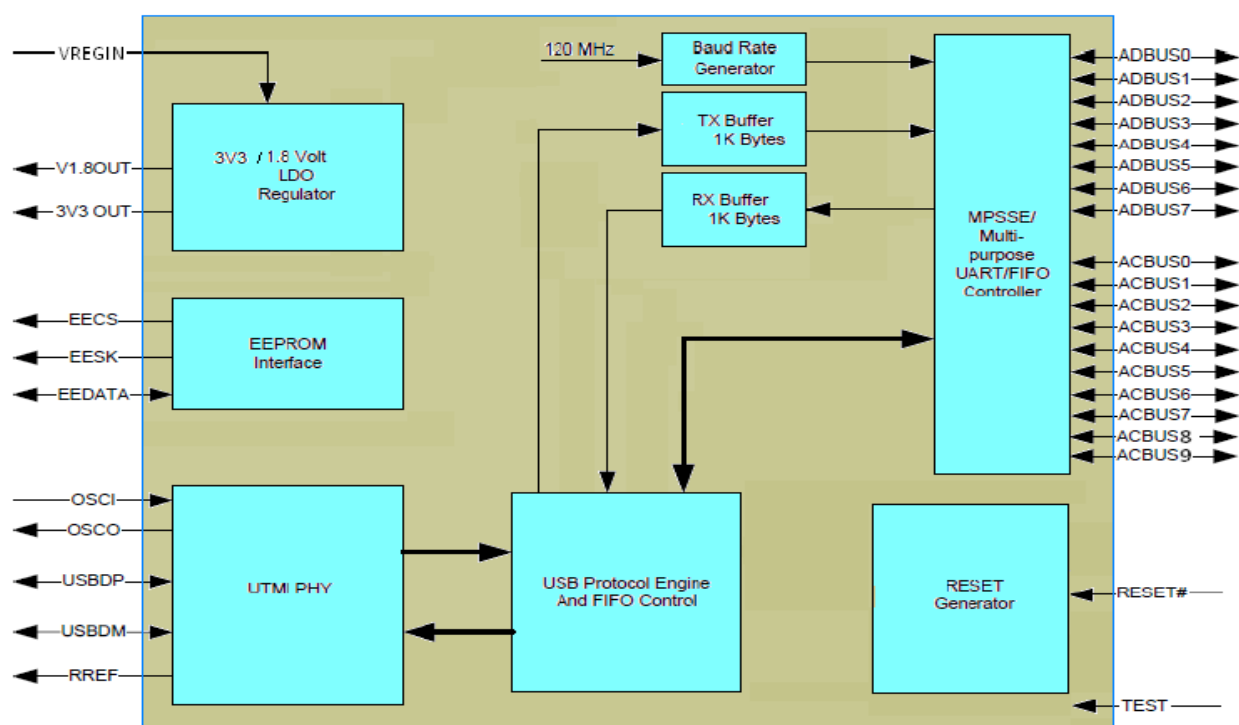 VREGIN
V1.8OUT
3V3 OUT
EECS
EESK
EEDATA
OSCI
OSCO
USBDP
USBDM
RREF
3V3 / 1.8 Volt
LDO
Regulator
EEPROM
Interface
UTMI PHY
120 MHz
Baud Rate
Generator
TX Buffer
1K Bytes
RX Buffer
1K Bytes
USB Protocol Engine
And FIFO Control
MPSSE/
Multi-
purpose
UART/FIFO
Controller
RESET
Generator
ADBUS0
ADBUS1
ADBUS2
ADBUS3
ADBUS4
ADBUS5
ADBUS6
ADBUS7
ACBUS0
ACBUS1
ACBUS2
ACBUS3
ACBUS4
ACBUS5
ACBUS6
ACBUS7
ACBUS8
ACBUS9
RESET#
TEST